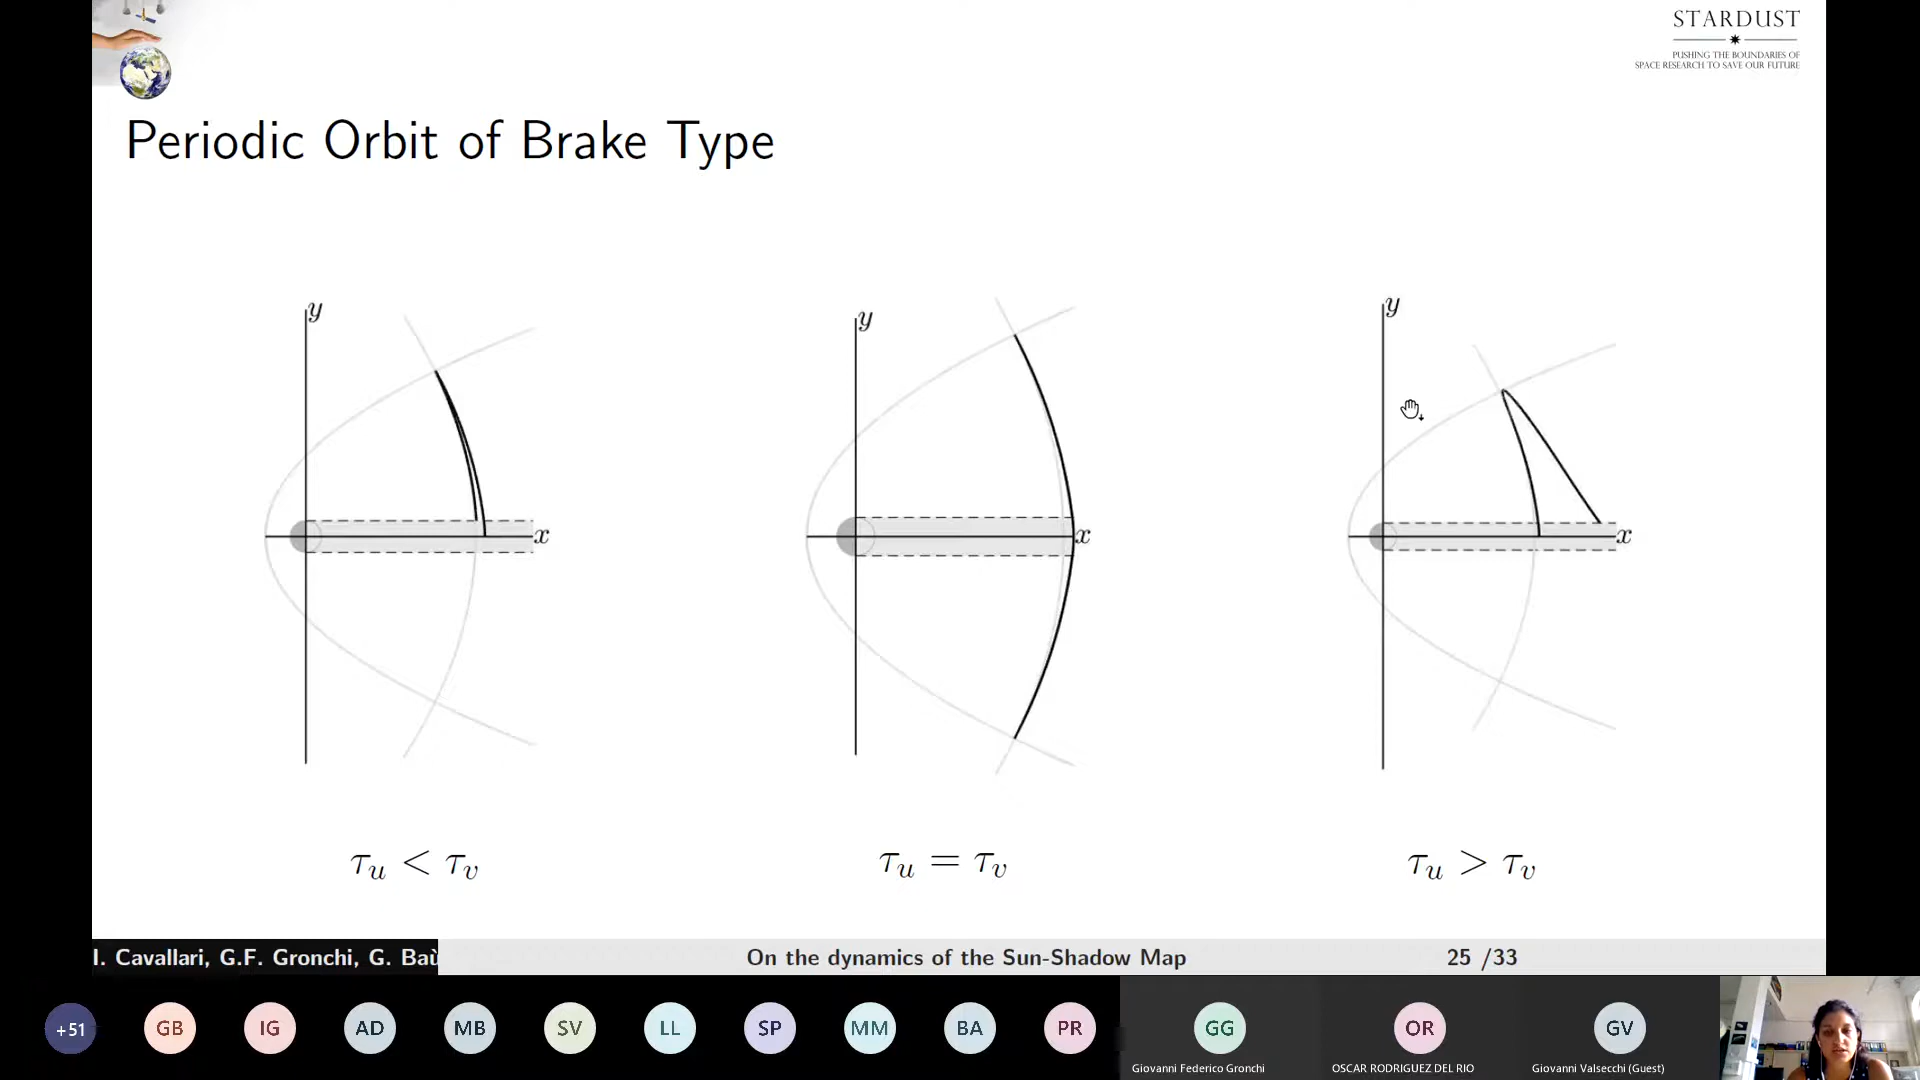 STARDUST
PUSHING THE BOUNDARIES OF
SPACE RESEARCH TO SAVE OUR FUTURE
Periodic Orbit of Brake Type
y
x
y
x
y
x
τu < τv
τu = τv
τu > τv
I. Cavallari, G.F. Gronchi, G. Baù
On the dynamics of the Sun-Shadow Map
25 /33
+51
GB
IG
AD
MB
SV
LL
SP
MM
BA
PR
GG
OR
GV
Giovanni Federico Gronchi
OSCAR RODRIGUEZ DEL RIO
Giovanni Valsecchi (Guest)